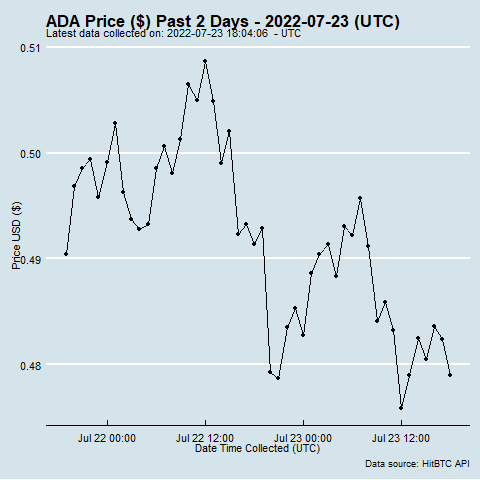 ADA Price ($) Past 2 Days - 2022-07-23 (UTC)
Latest data collected on: 2022-07-23 18:04:06 - UTC
0.51
0.50
0.49
0.48
Price USD ($)
Jul 22 00:00
Jul 22 12:00
Jul 23 00:00
Jul 23 12:00
Date Time Collected (UTC)
Data source: HitBTC API